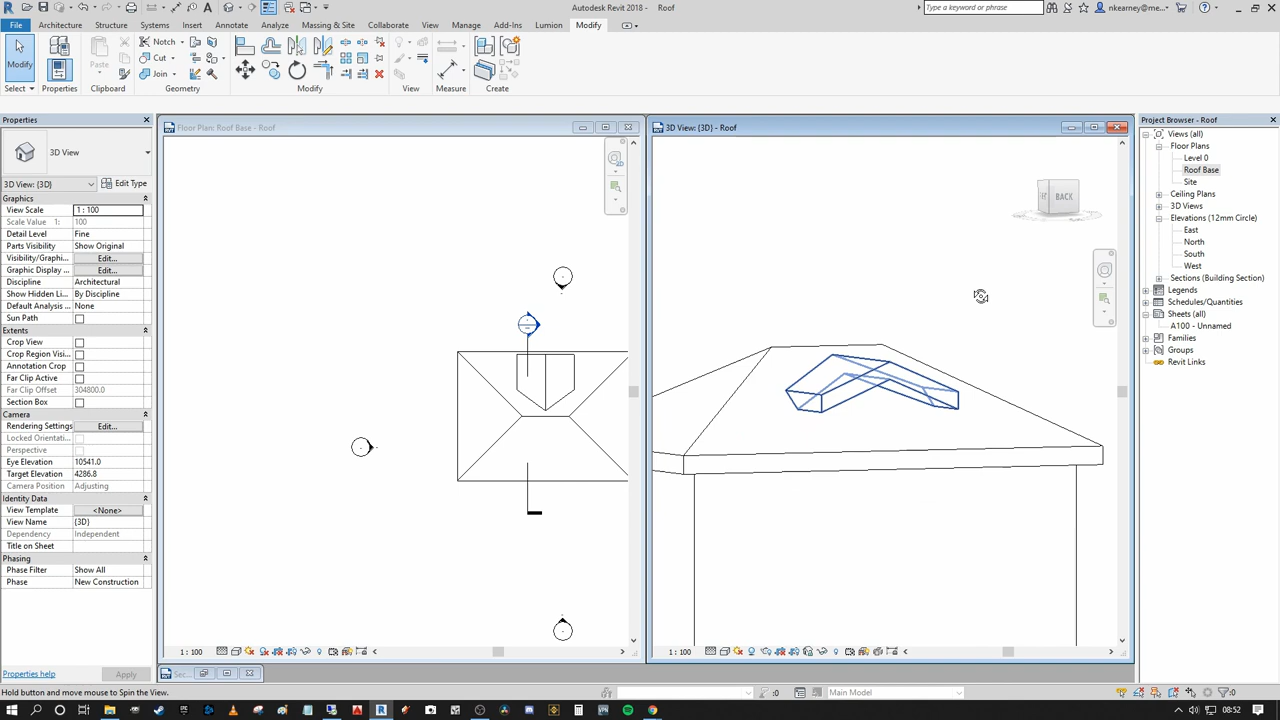 Autodesk Revit 2018 - Roof
Type a keyword or phrase
nkearney@me...
File Architecture Structure Systems Insert Annotate Analyze Massing & Site Collaborate View Manage Add-Ins Lumion Modify
Modify
Paste
Notch
Cut
Join
Select Properties Clipboard Geometry Modify View Measure Create
Properties
3D View
3D View: {3D}
Edit Type
Graphics
View Scale 1 : 100
Scale Value 1: 100
Detail Level Fine
Parts Visibility Show Original
Visibility/Graphi... Edit...
Graphic Display ... Edit...
Discipline Architectural
Show Hidden Li... By Discipline
Default Analysis ... None
Sun Path
Extents
Crop View
Crop Region Visi...
Annotation Crop
Far Clip Active
Far Clip Offset 304800.0
Section Box
Camera
Rendering Settings Edit...
Locked Orientati...
Perspective
Eye Elevation 10541.0
Target Elevation 4286.8
Camera Position Adjusting
Identity Data
View Template <None>
View Name {3D}
Dependency Independent
Title on Sheet
Phasing
Phase Filter Show All
Phase New Construction
Properties help
Apply
Floor Plan: Roof Base - Roof
2D
1 : 100
Sec...
3D View: {3D} - Roof
BACK
1 : 100
Project Browser - Roof
Views (all)
Floor Plans
Level 0
Roof Base
Site
Ceiling Plans
3D Views
Elevations (12mm Circle)
East
North
South
West
Sections (Building Section)
Legends
Schedules/Quantities
Sheets (all)
A100 - Unnamed
Families
Groups
Revit Links
Hold button and move mouse to Spin the View.
:0
Main Model
:0
08:52